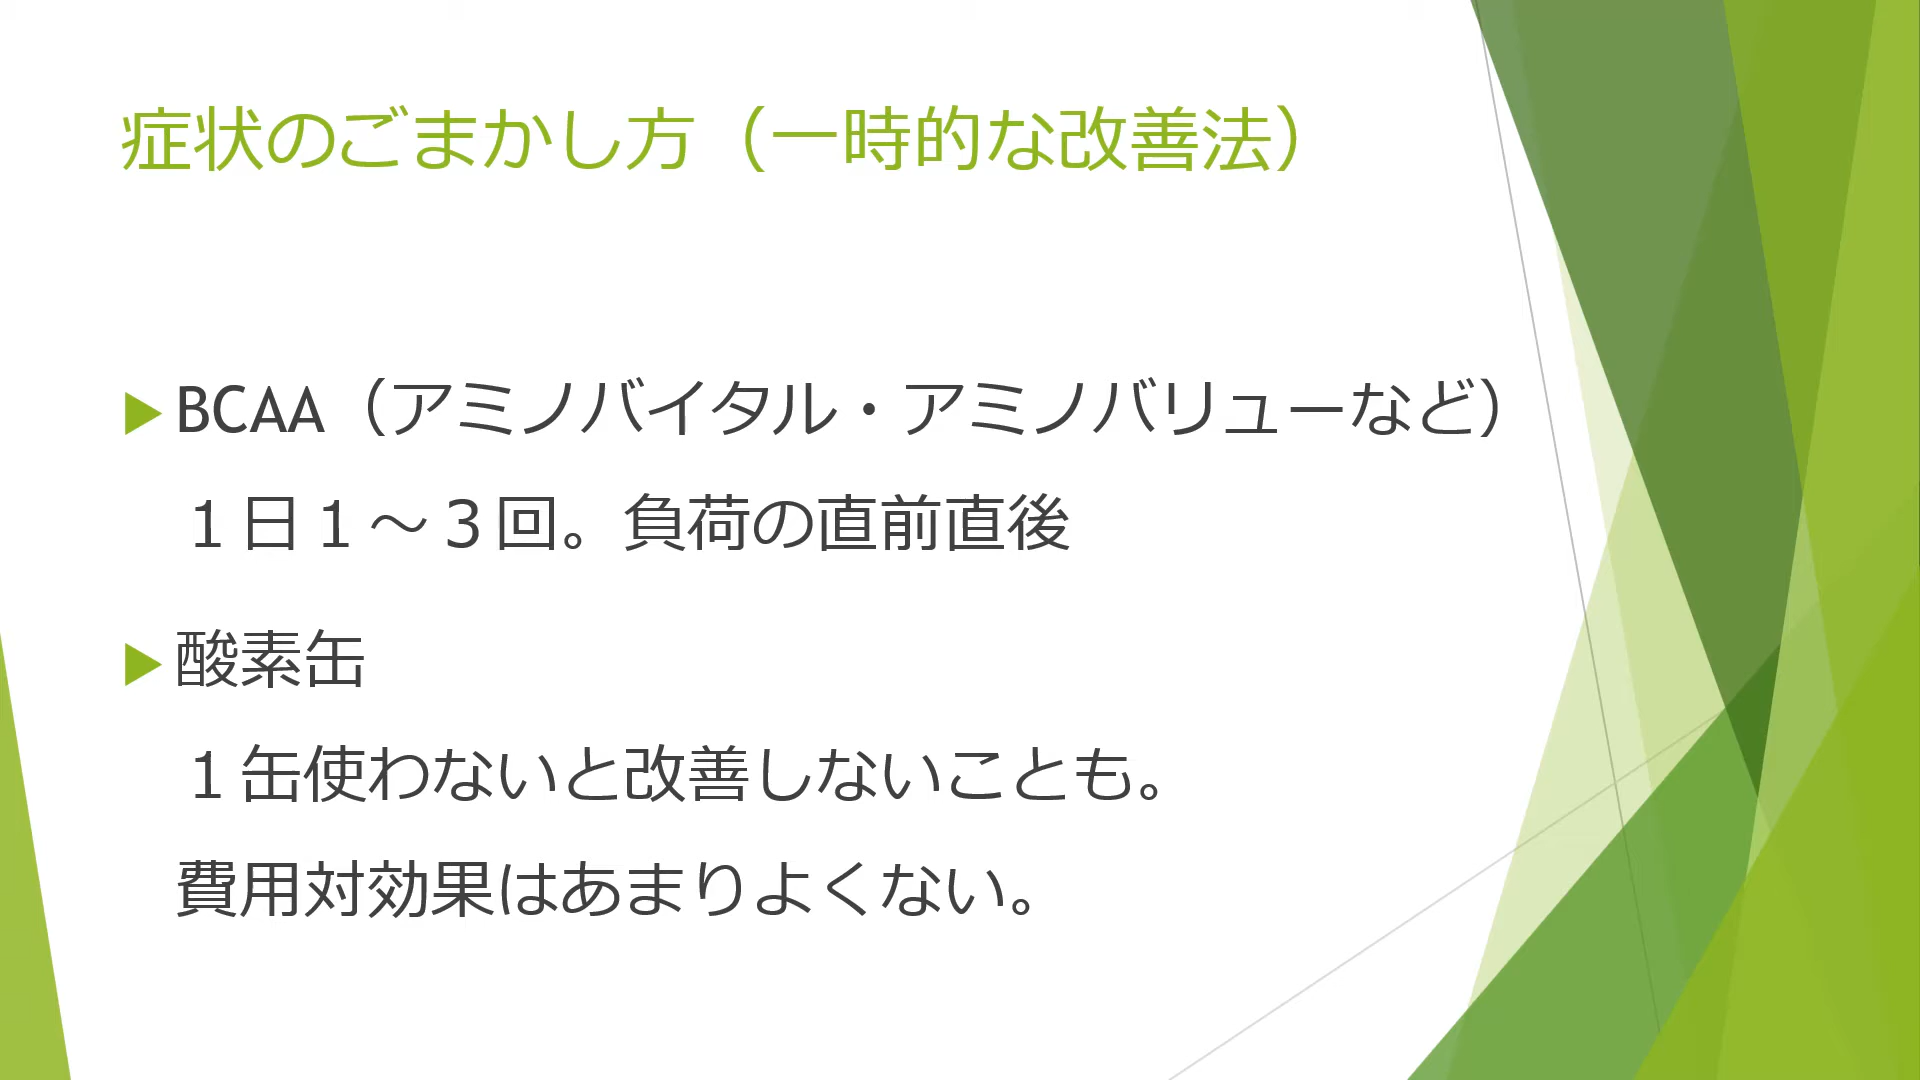 症状のごまかし方（一時的な改善法）
BCAA（アミノバイタル・アミノバリューなど）
１日１～３回。負荷の直前直後
酸素缶
１缶使わないと改善しないことも。
費用対効果はあまりよくない。